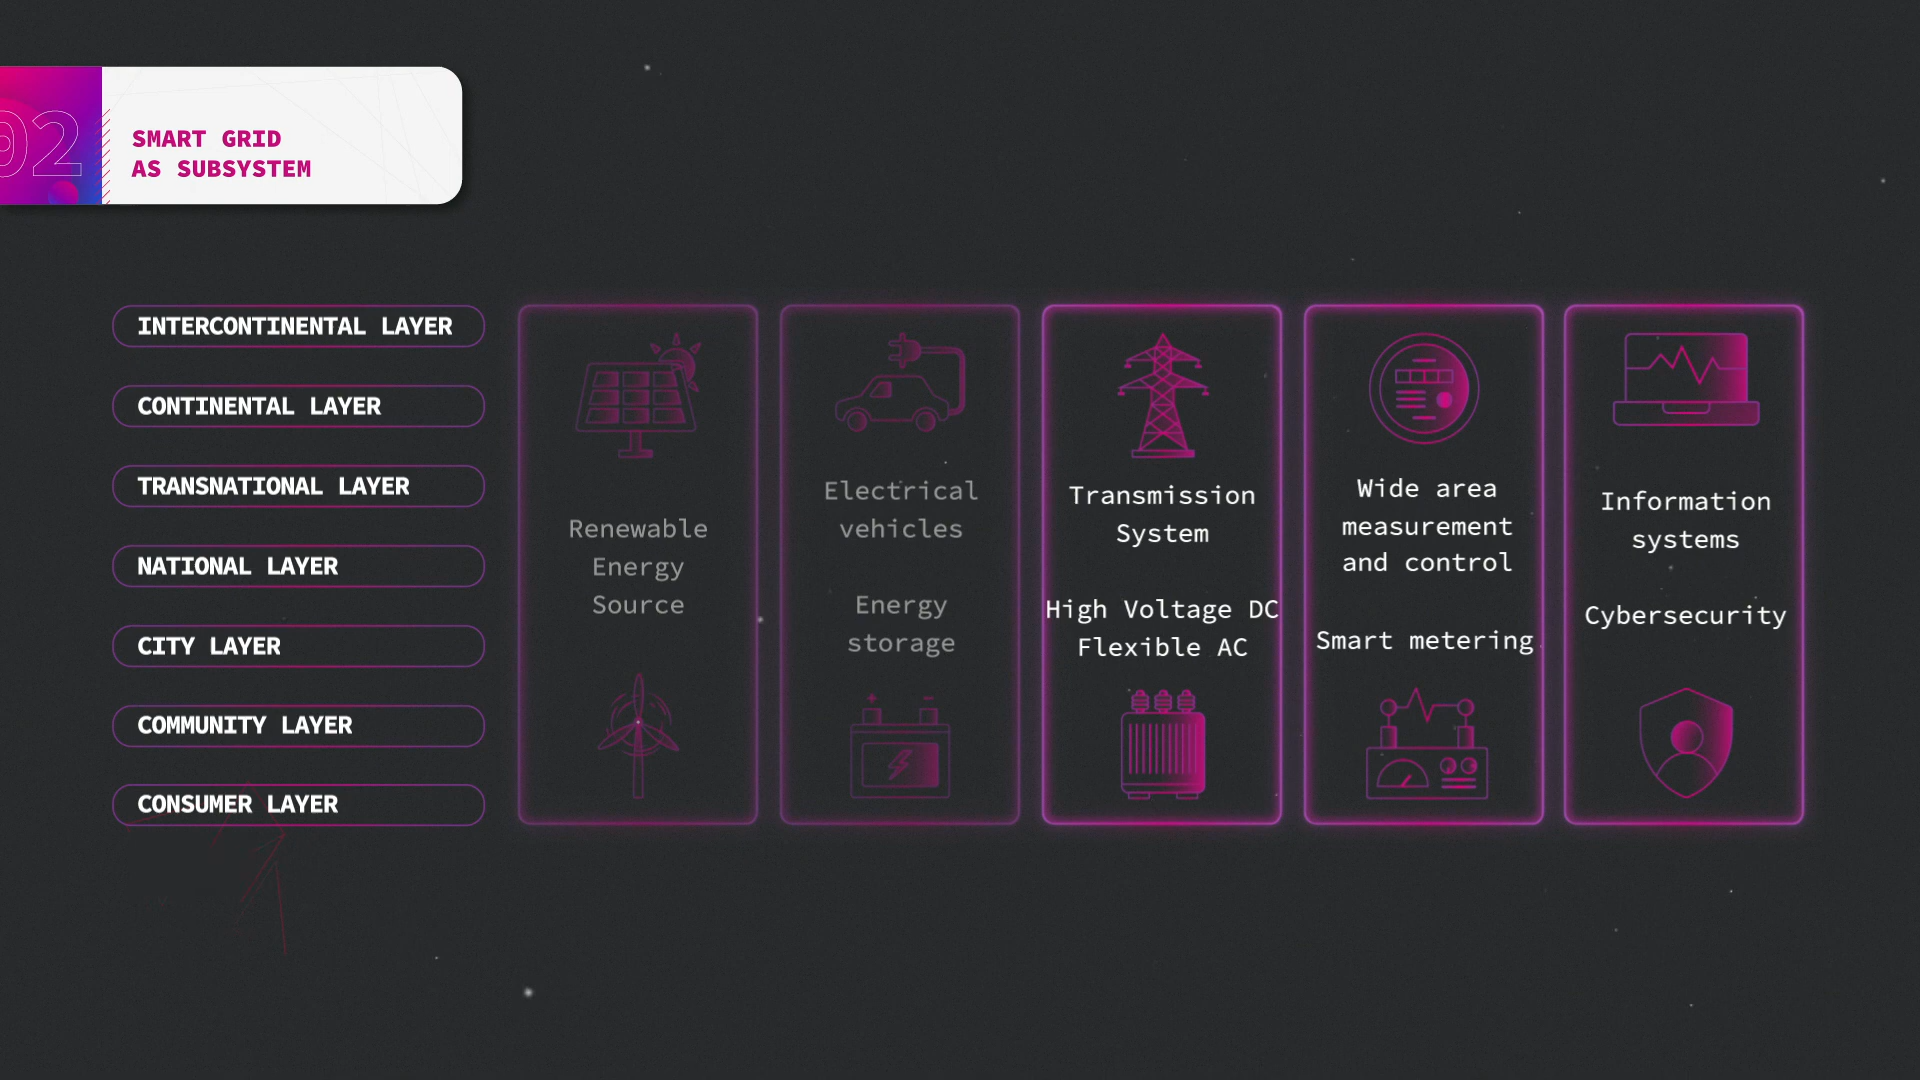 02
SMART GRID
AS SUBSYSTEM
INTERCONTINENTAL LAYER
CONTINENTAL LAYER
TRANSNATIONAL LAYER
NATIONAL LAYER
CITY LAYER
COMMUNITY LAYER
CONSUMER LAYER
Renewable
Energy
Source
Electrical
vehicles
Energy
storage
Transmission
System
High Voltage DC
Flexible AC
Wide area
measurement
and control
Smart metering
Information
systems
Cybersecurity